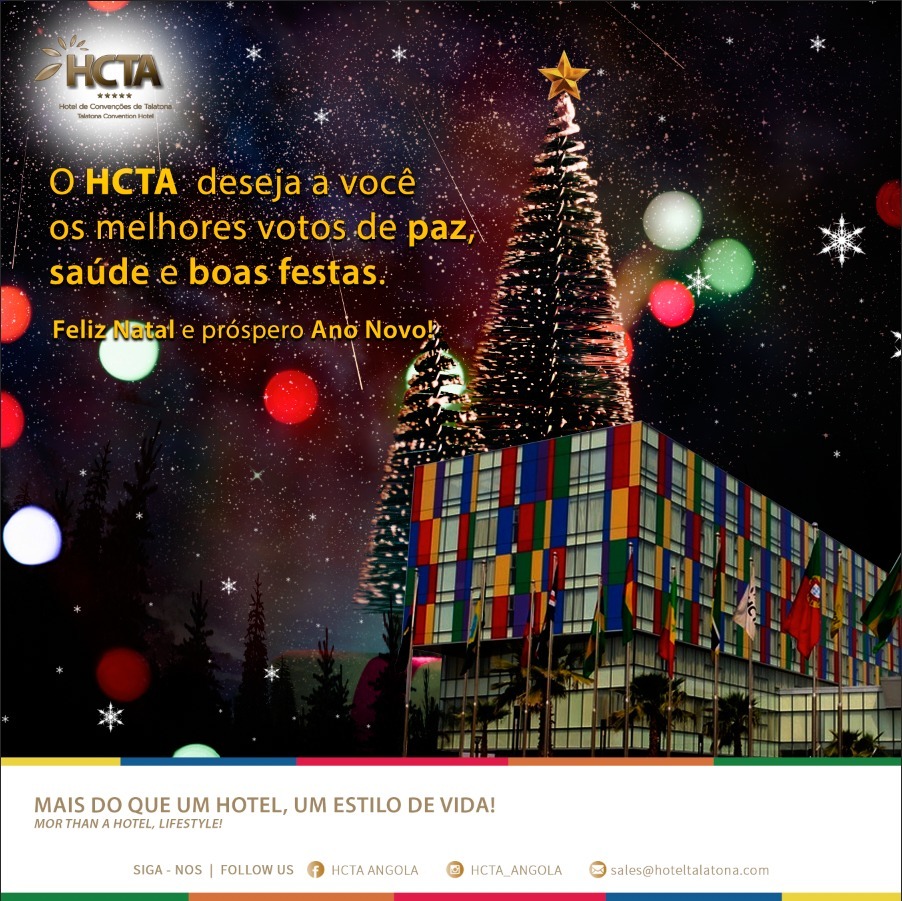 HCTA
Hotel de Convenções de Talatona
Talatona Convention Hotel
O HCTA deseja a você
os melhores votos de paz,
saúde e boas festas.
Feliz Natal e próspero Ano Novo!
MAIS DO QUE UM HOTEL, UM ESTILO DE VIDA!
MOR THAN A HOTEL, LIFESTYLE!
SIGA - NOS | FOLLOW US HCTA ANGOLA HCTA_ANGOLA sales@hoteltalatona.com